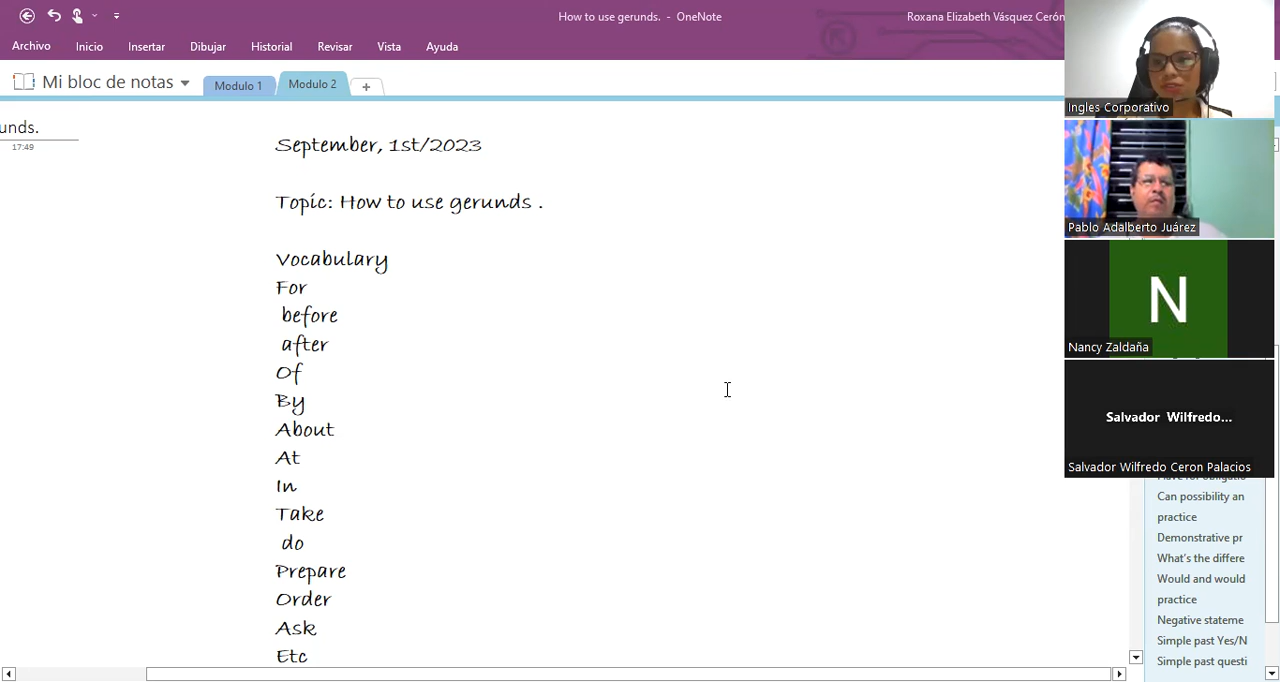 How to use gerunds. - OneNote
Roxana Elizabeth Vásquez Cerón
Archivo Inicio Insertar Dibujar Historial Revisar Vista Ayuda
Mi bloc de notas Modulo 1 Modulo 2 +
unds.
17:49
September, 1st/2023
Topic: How to use gerunds .
Vocabulary
For
before
after
Of
By
About
At
In
Take
do
Prepare
Order
Ask
Etc
Ingles Corporativo
Pablo Adalberto Juárez
N
Nancy Zaldaña
Salvador Wilfredo...
Salvador Wilfredo Ceron Palacios
Can possibility an
practice
Demonstrative pr
What's the differe
Would and would
practice
Negative stateme
Simple past Yes/N
Simple past questi